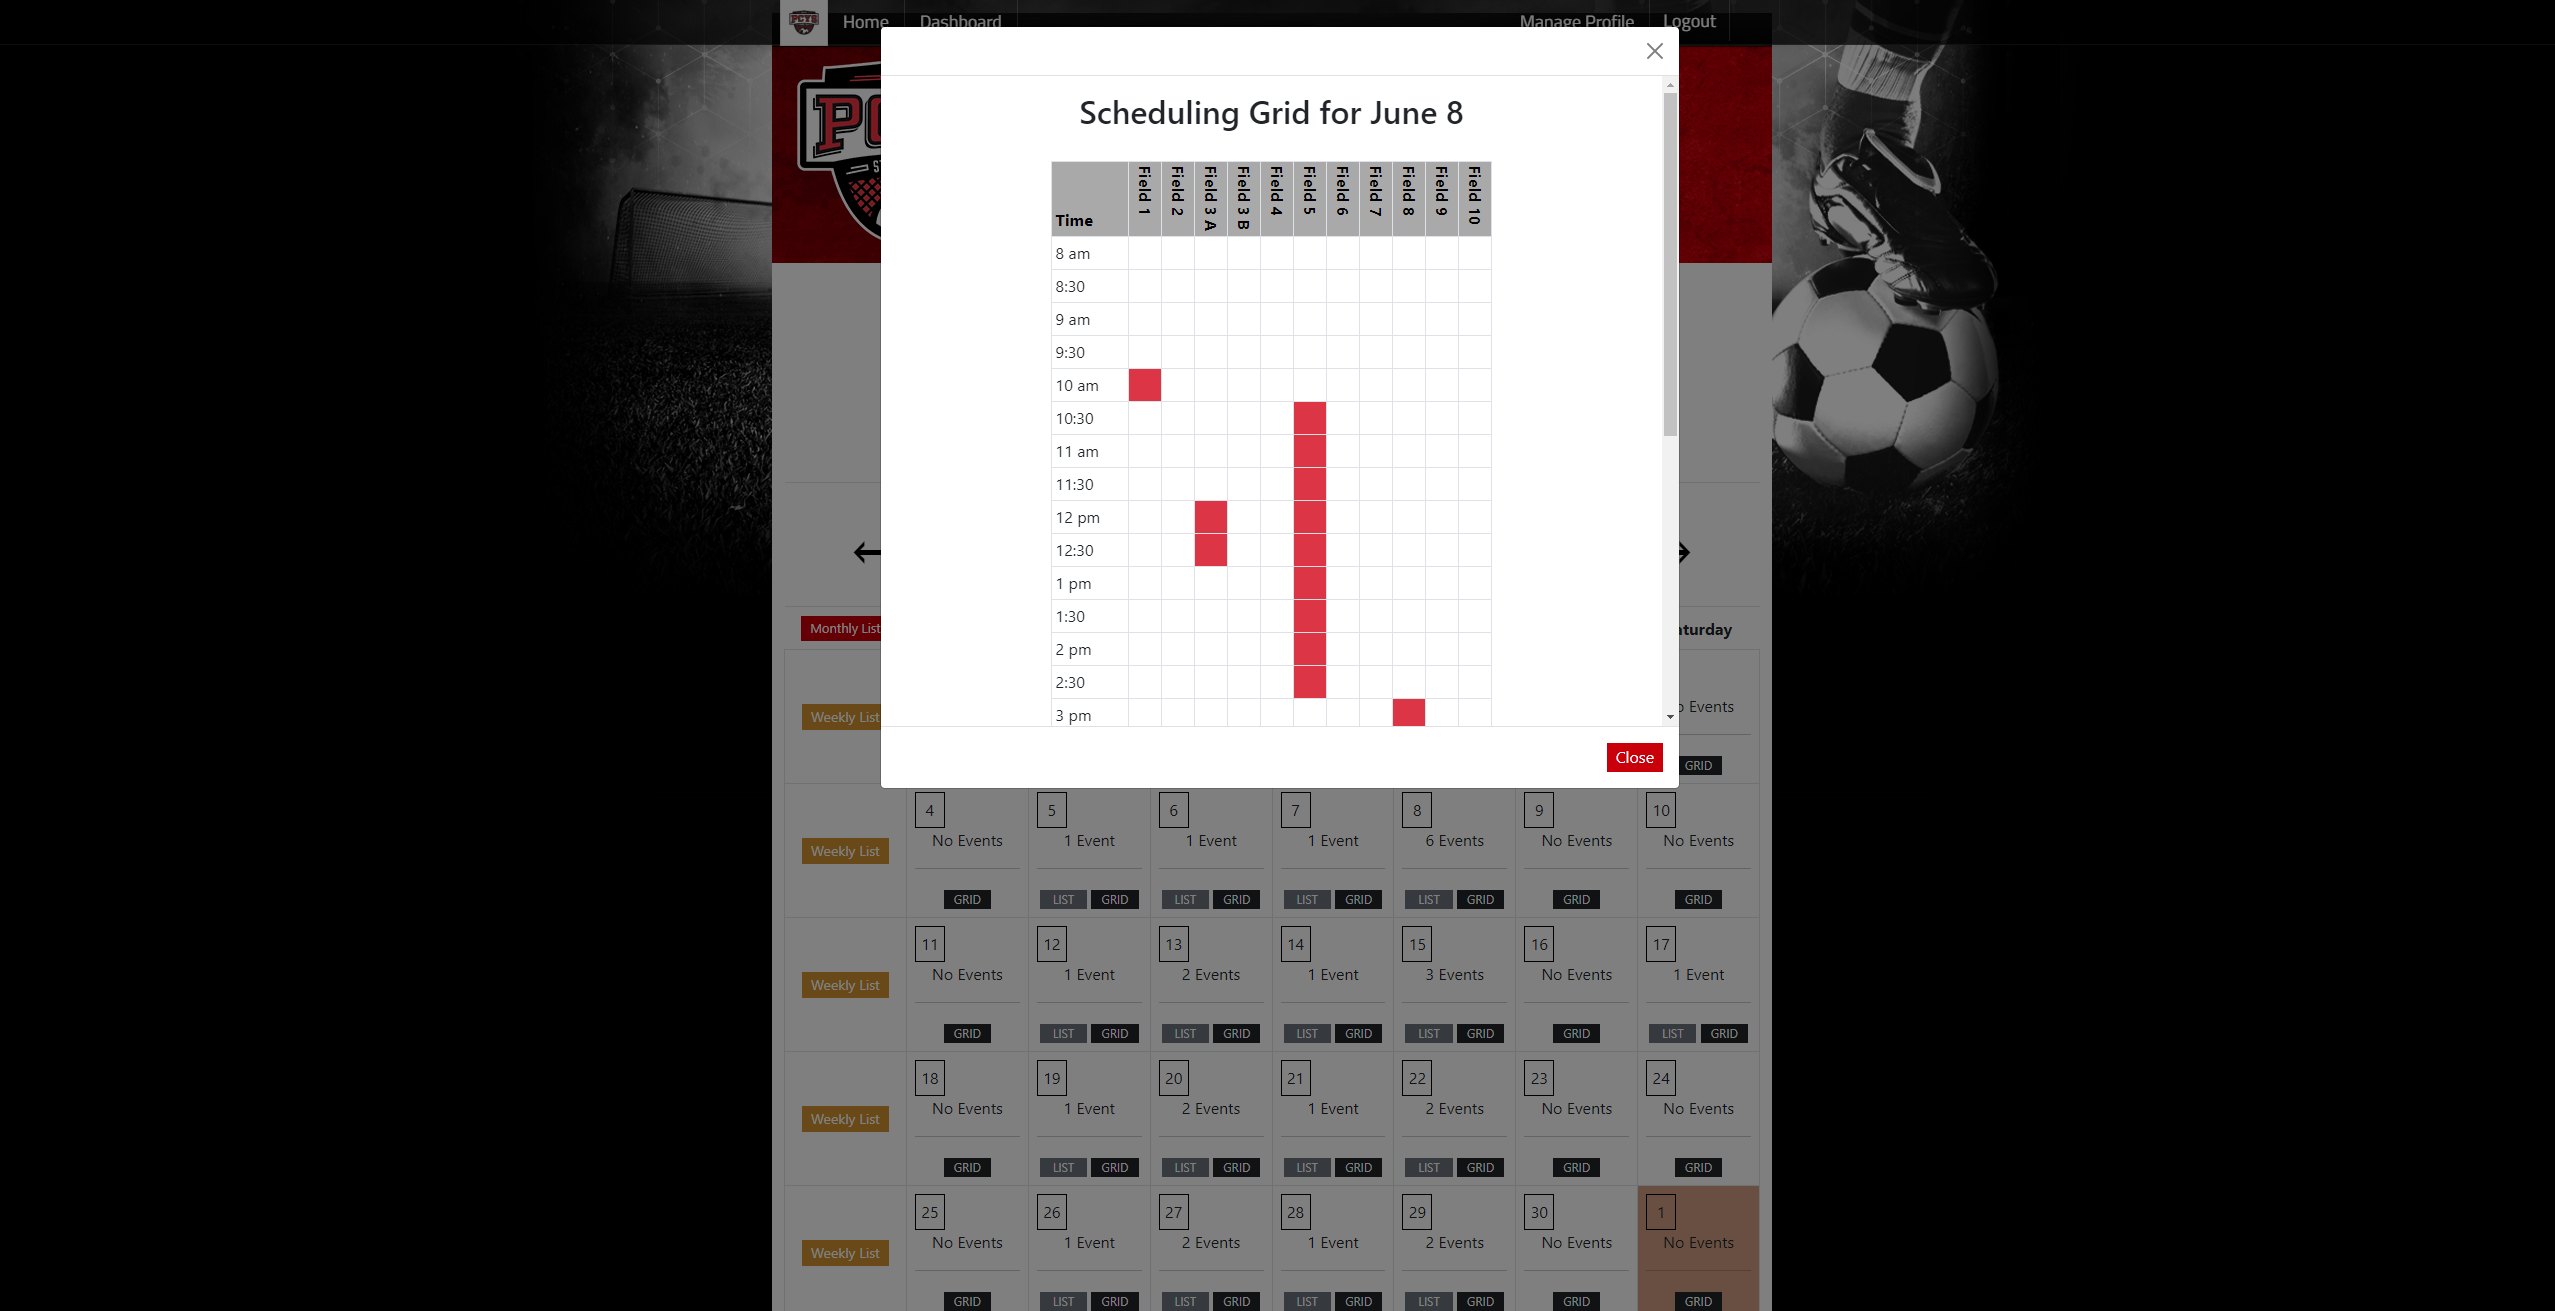 PCYS
Home
Dashboard
Manage Profile
Logout
Scheduling Grid for June 8
Time Field 1 Field 2 Field 3 A Field 3 B Field 4 Field 5 Field 6 Field 7 Field 8 Field 9 Field 10
8 am
8:30
9 am
9:30
10 am
10:30
11 am
11:30
12 pm
12:30
1 pm
1:30
2 pm
2:30
3 pm
Close
Monthly List
Weekly List
Events
GRID
4 5 6 7 8 9 10
No Events 1 Event 1 Event 1 Event 6 Events No Events No Events
Weekly List
GRID LIST GRID LIST GRID LIST GRID LIST GRID GRID GRID
11 12 13 14 15 16 17
No Events 1 Event 2 Events 1 Event 3 Events No Events 1 Event
Weekly List
GRID LIST GRID LIST GRID LIST GRID LIST GRID GRID LIST GRID
18 19 20 21 22 23 24
No Events 1 Event 2 Events 1 Event 2 Events No Events No Events
Weekly List
GRID LIST GRID LIST GRID LIST GRID LIST GRID GRID GRID
25 26 27 28 29 30 1
No Events 1 Event 2 Events 1 Event 2 Events No Events No Events
Weekly List
GRID LIST GRID LIST GRID LIST GRID LIST GRID GRID GRID